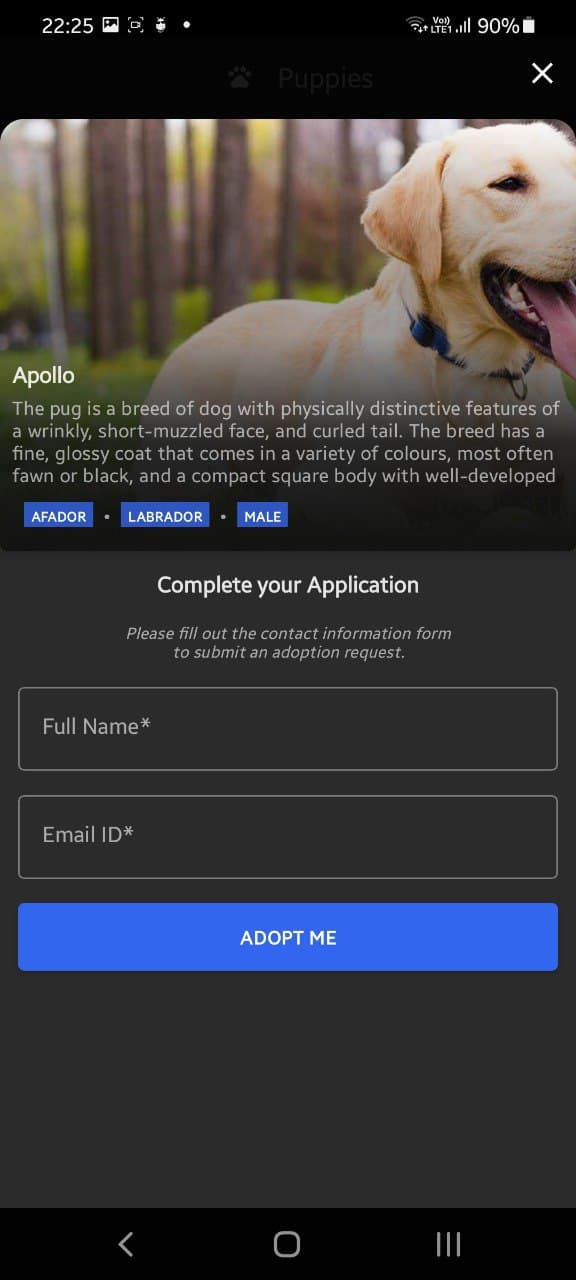 22:25 Vo)) LTE1 90%
Puppies
Apollo
The pug is a breed of dog with physically distinctive features of
a wrinkly, short-muzzled face, and curled tail. The breed has a
fine, glossy coat that comes in a variety of colours, most often
fawn or black, and a compact square body with well-developed
AFADOR • LABRADOR • MALE
Complete your Application
Please fill out the contact information form
to submit an adoption request.
Full Name*
Email ID*
ADOPT ME